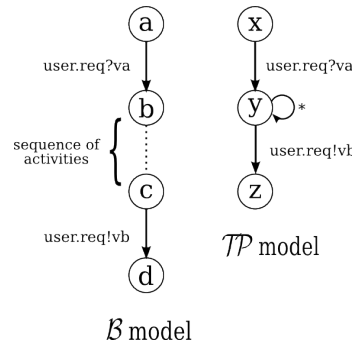 a
user.req?va
b
sequence of
activities
c
user.req!vb
d
B model
x
user.req?va
y
*
user.req!vb
z
TP model